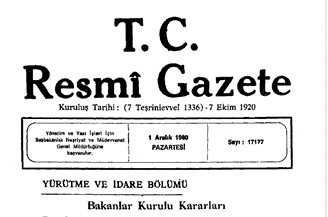 T. C.
Resmî Gazete
Kuruluş Tarihi : (7 Teşrinievvel 1336) - 7 Ekim 1920
Yönetim ve Yazı İşleri İçin
Başbakanlık Neşriyat ve Müdevvenat
Genel Müdürlüğüne
başvurulur.
1 Aralık 1980
PAZARTESİ
Sayı : 17177
YÜRÜTME VE İDARE BÖLÜMÜ
Bakanlar Kurulu Kararları